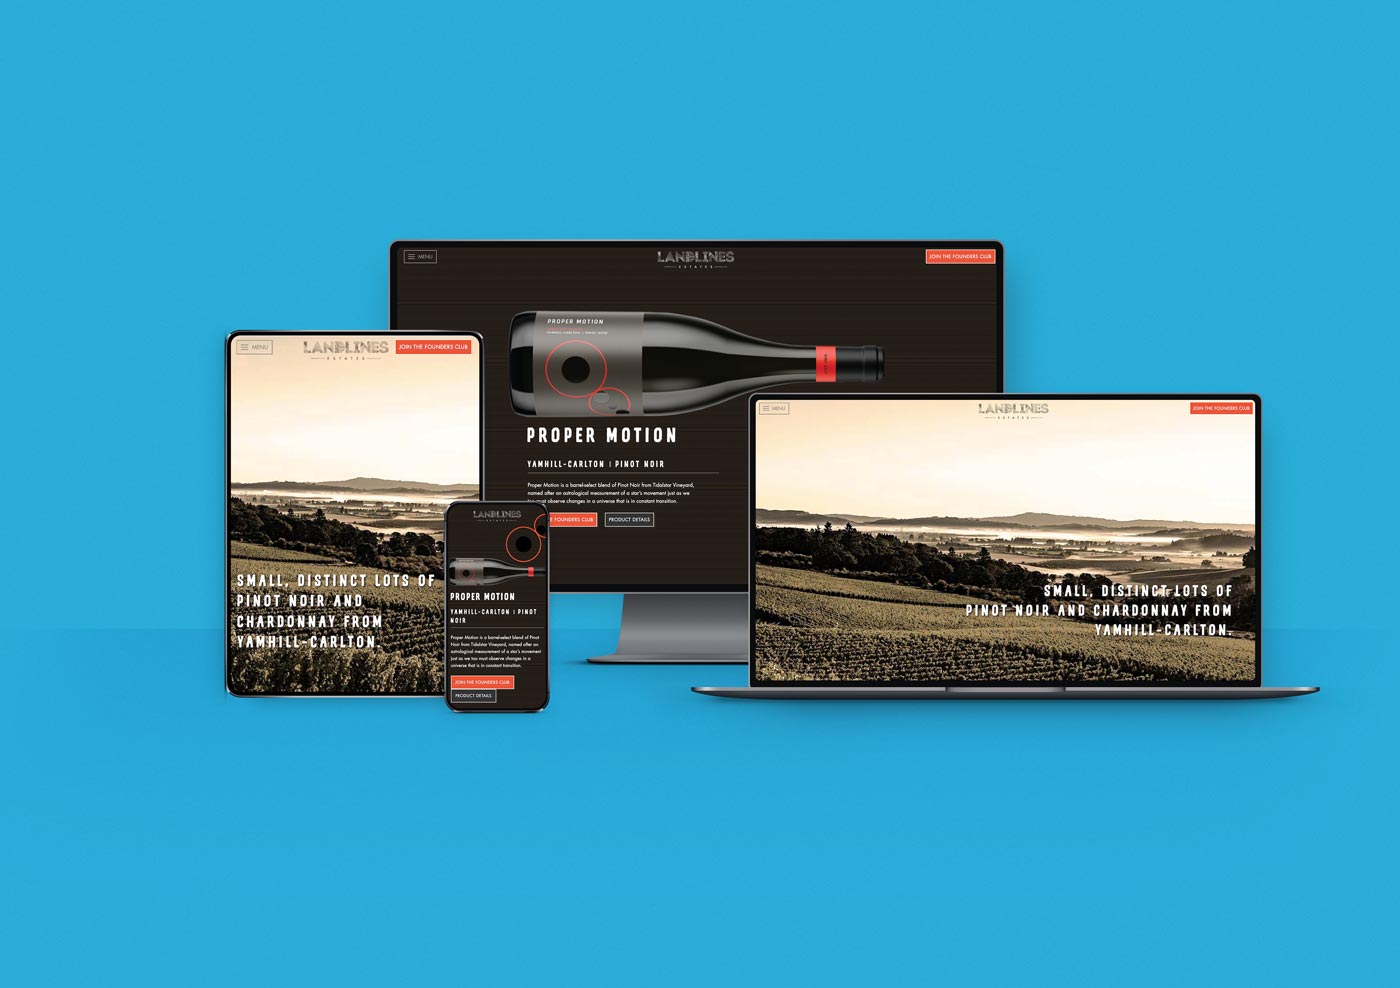 MENU
LANDLINES
ESTATES
JOIN THE FOUNDERS CLUB
PROPER MOTION
YAMHILL-CARLTON | PINOT NOIR
PROPER MOTION
YAMHILL-CARLTON | PINOT NOIR
Proper Motion is a barrel-select blend of Pinot Noir from Tidalstar Vineyard,
named after an astrological measurement of a star's movement just as we
too must observe changes in a universe that is in constant transition.
FOUNDERS CLUB
PRODUCT DETAILS
MENU
LANDLINES
ESTATES
JOIN THE FOUNDERS CLUB
SMALL, DISTINCT LOTS OF
PINOT NOIR AND
CHARDONNAY FROM
YAMHILL-CARLTON.
LANDLINES
ESTATES
PROPER MOTION
YAMHILL-CARLTON | PINOT
NOIR
Proper Motion is a barrel-select blend of Pinot
Noir from Tidalstar Vineyard, named after an
astrological measurement of a star's movement
just as we too must observe changes in a
universe that is in constant transition.
JOIN THE FOUNDERS CLUB
PRODUCT DETAILS
MENU
LANDLINES
ESTATES
JOIN THE FOUNDERS CLUB
SMALL, DISTINCT LOTS OF
PINOT NOIR AND CHARDONNAY FROM
YAMHILL-CARLTON.